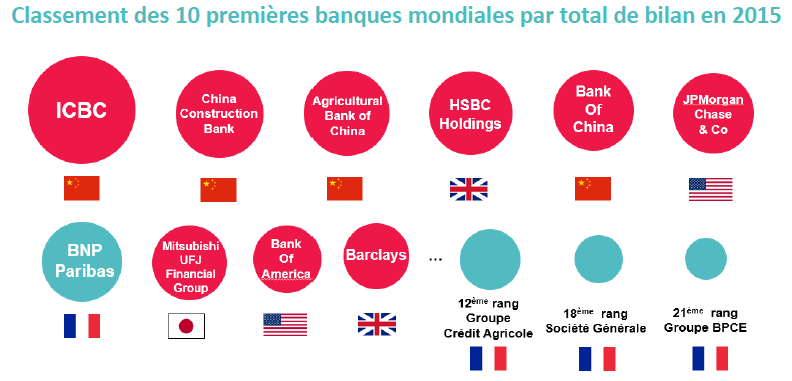 Classement des 10 premières banques mondiales par total de bilan en 2015
ICBC
China
Construction
Bank
Agricultural
Bank of
China
HSBC
Holdings
Bank
Of
China
JPMorgan
Chase
& Co
BNP
Paribas
Mitsubishi
UFJ
Financial
Group
Bank
Of
America
Barclays
...
12ème rang
Groupe
Crédit Agricole
18ème rang
Société Générale
21ème rang
Groupe BPCE